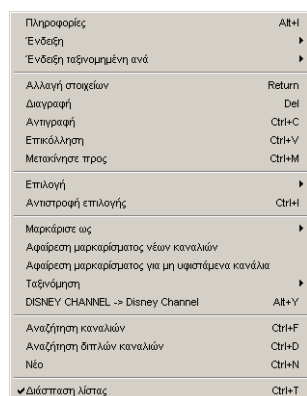 Πληροφορίες Alt+I
Ένδειξη
Ένδειξη ταξινομημένη ανά
Αλλαγή στοιχείων Return
Διαγραφή Del
Αντιγραφή Ctrl+C
Επικόλληση Ctrl+V
Μετακίνησε προς Ctrl+M
Επιλογή
Αντιστροφή επιλογής Ctrl+I
Μαρκάρισε ως
Αφαίρεση μαρκαρίσματος νέων καναλιών
Αφαίρεση μαρκαρίσματος για μη υφιστάμενα κανάλια
Ταξινόμηση
DISNEY CHANNEL -> Disney Channel Alt+Y
Αναζήτηση καναλιών Ctrl+F
Αναζήτηση διπλών καναλιών Ctrl+D
Νέο Ctrl+N
Διάσπαση λίστας Ctrl+T